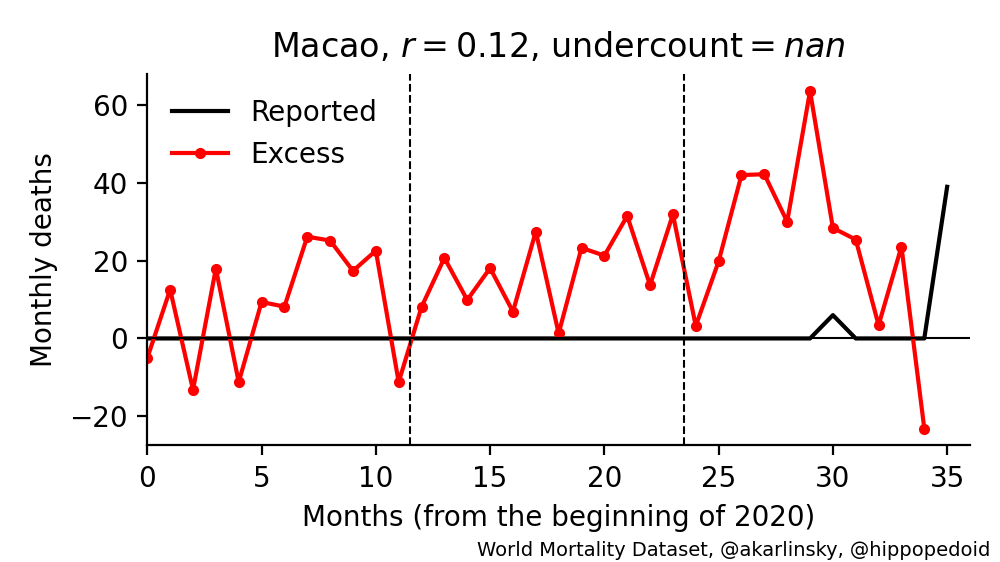 Macao, r = 0.12, undercount = nan
Reported
Excess
Monthly deaths
60
40
20
0
−20
0 5 10 15 20 25 30 35
Months (from the beginning of 2020)
World Mortality Dataset, @akarlinsky, @hippopedoid